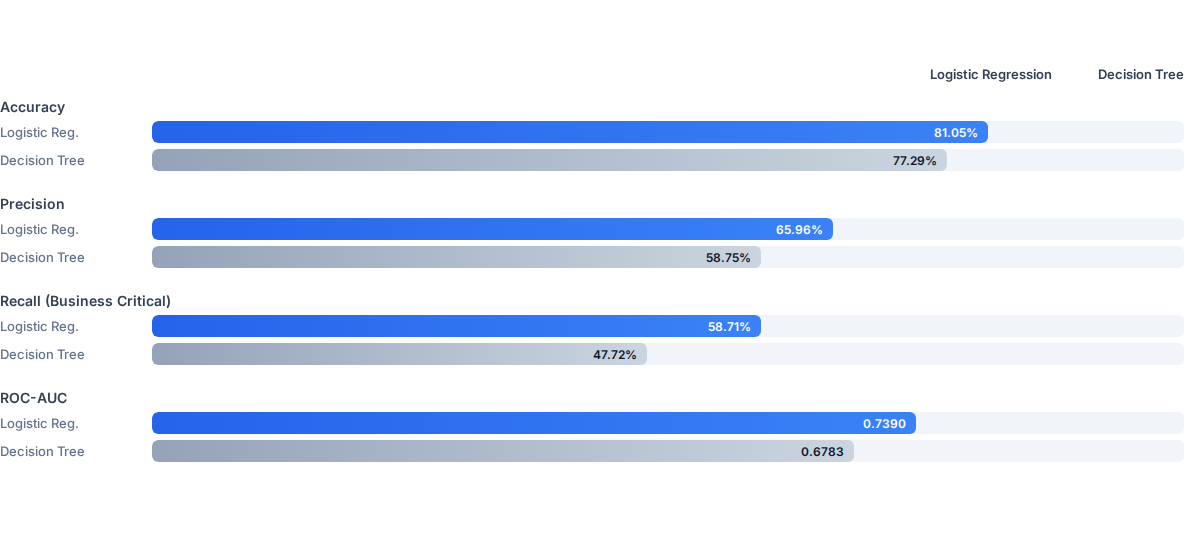 Logistic Regression Decision Tree
Accuracy
Logistic Reg. 81.05%
Decision Tree 77.29%
Precision
Logistic Reg. 65.96%
Decision Tree 58.75%
Recall (Business Critical)
Logistic Reg. 58.71%
Decision Tree 47.72%
ROC-AUC
Logistic Reg. 0.7390
Decision Tree 0.6783